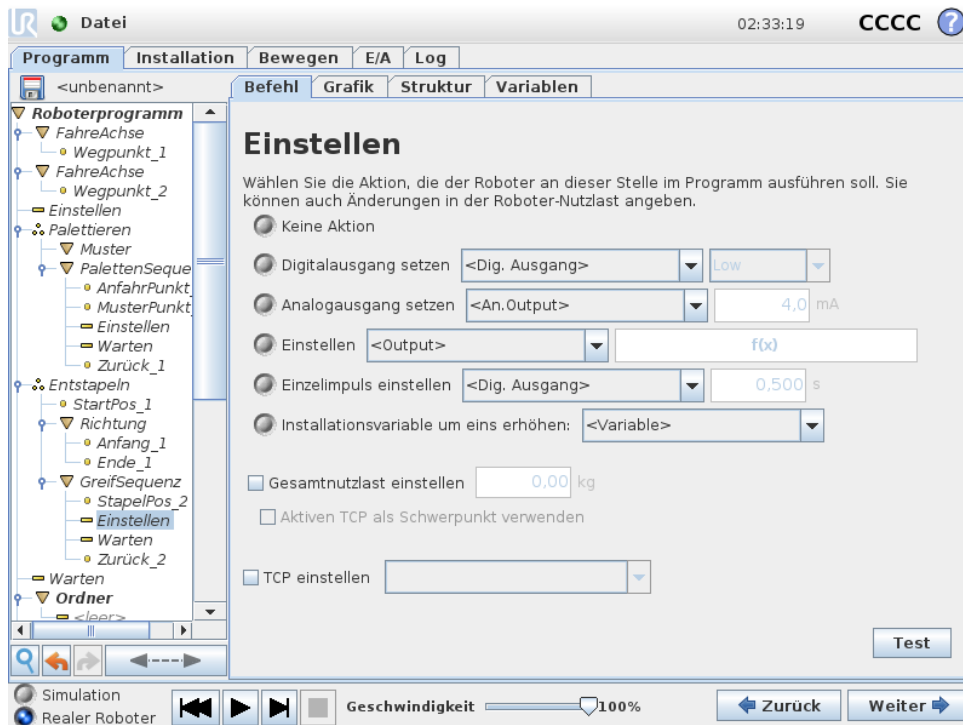 UR Datei 02:33:19 CCCC ?
Programm Installation Bewegen E/A Log
<unbenannt> Befehl Grafik Struktur Variablen
Roboterprogramm
FahreAchse
Wegpunkt_1
FahreAchse
Wegpunkt_2
Einstellen
Palettieren
Muster
PalettenSeque
AnfahrPunkt_
MusterPunkt_
Einstellen
Warten
Zurück_1
Entstapeln
StartPos_1
Richtung
Anfang_1
Ende_1
GreifSequenz
StapelPos_2
Einstellen
Warten
Zurück_2
Warten
Ordner
<leer>
Einstellen
Wählen Sie die Aktion, die der Roboter an dieser Stelle im Programm ausführen soll. Sie
können auch Änderungen in der Roboter-Nutzlast angeben.
Keine Aktion
Digitalausgang setzen <Dig. Ausgang> Low
Analogausgang setzen <An.Output> 4,0 mA
Einstellen <Output> f(x)
Einzelimpuls einstellen <Dig. Ausgang> 0,500 s
Installationsvariable um eins erhöhen: <Variable>
Gesamtnutzlast einstellen 0,00 kg
Aktiven TCP als Schwerpunkt verwenden
TCP einstellen
Test
Simulation
Realer Roboter
Geschwindigkeit 100%
Zurück Weiter